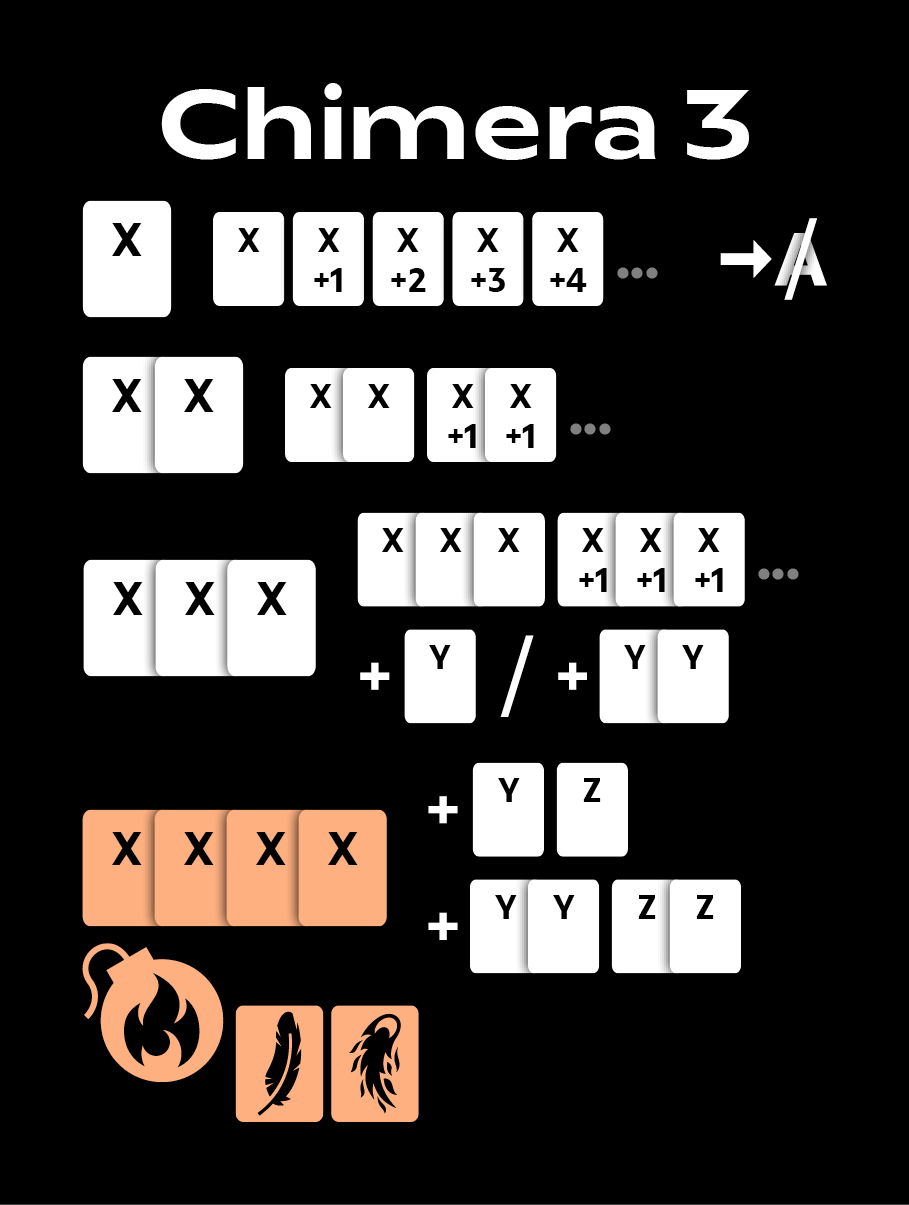 Chimera 3
X X X X X X ... → A
+1 +2 +3 +4
X X X X X X ...
+1 +1
X X X X X X ...
+1 +1 +1
X X X
+ Y / + Y Y
+ Y Z
X X X X
+ Y Y Z Z